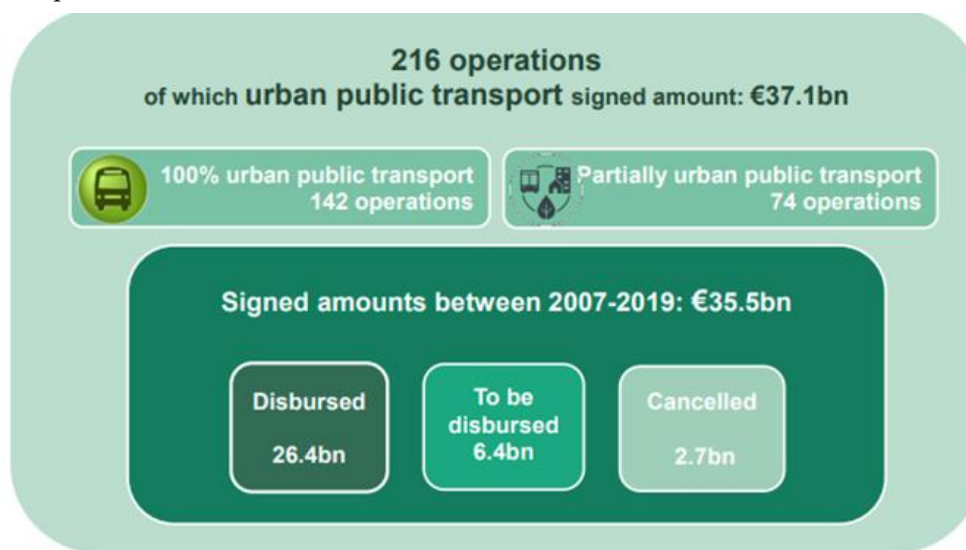 216 operations
of which urban public transport signed amount: €37.1bn
100% urban public transport
142 operations
Partially urban public transport
74 operations
Signed amounts between 2007-2019: €35.5bn
Disbursed
26.4bn
To be
disbursed
6.4bn
Cancelled
2.7bn